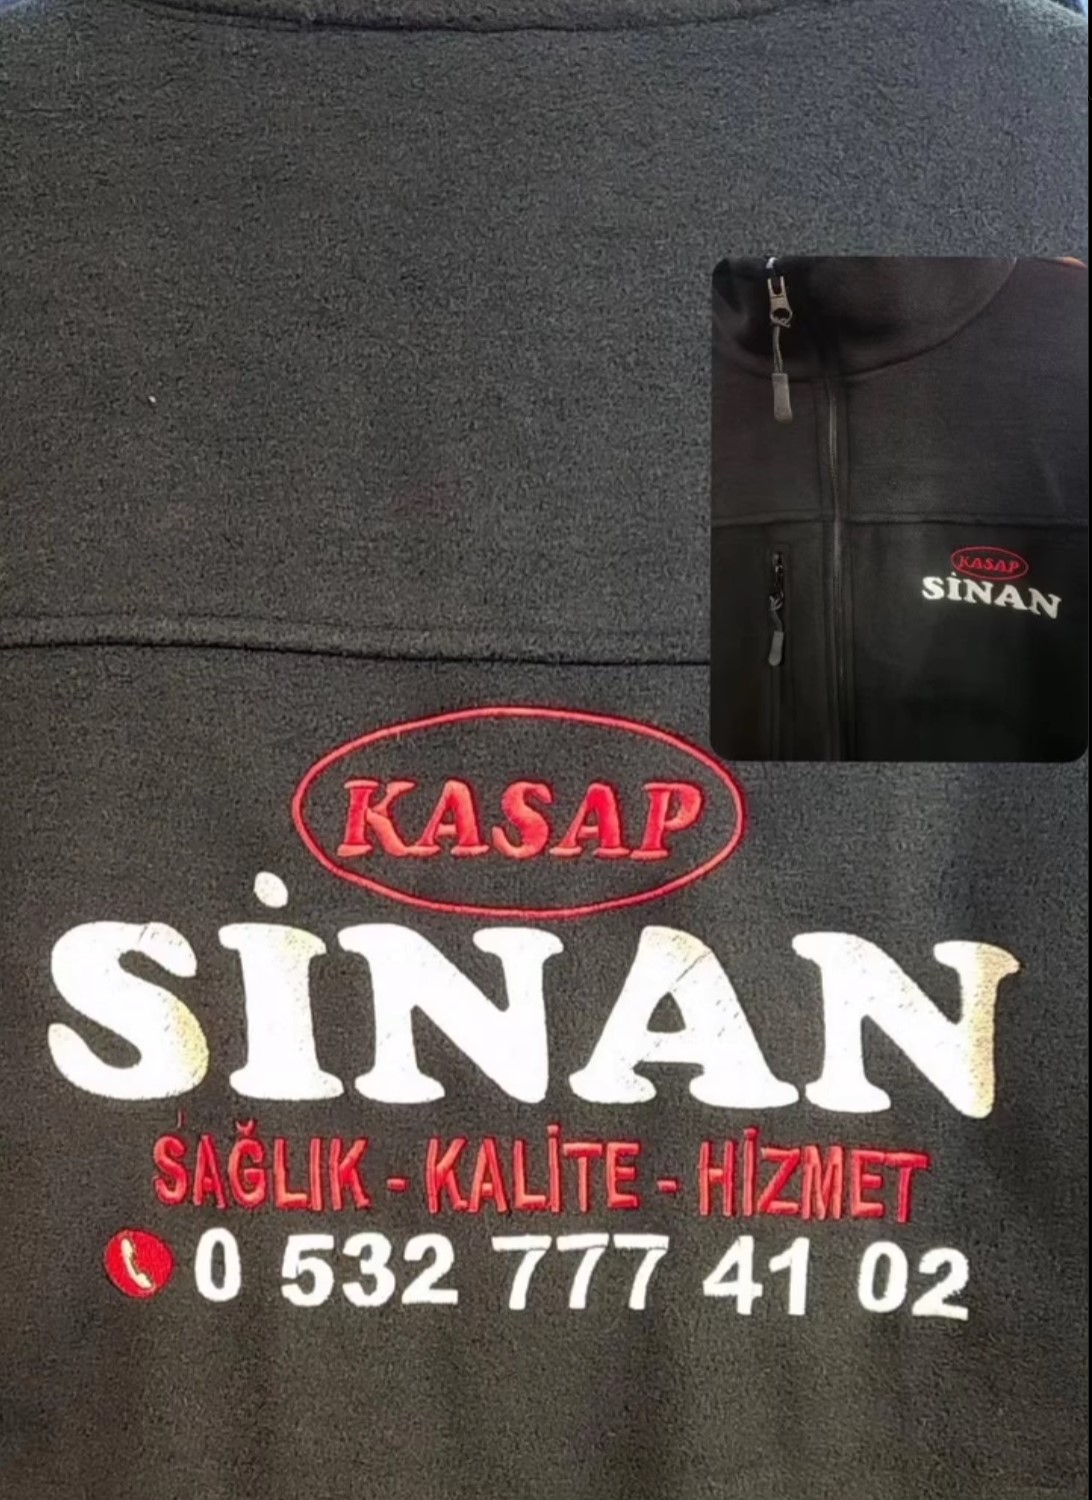 KASAP
SİNAN
KASAP
SİNAN
SAĞLIK - KALİTE - HİZMET
0 532 777 41 02